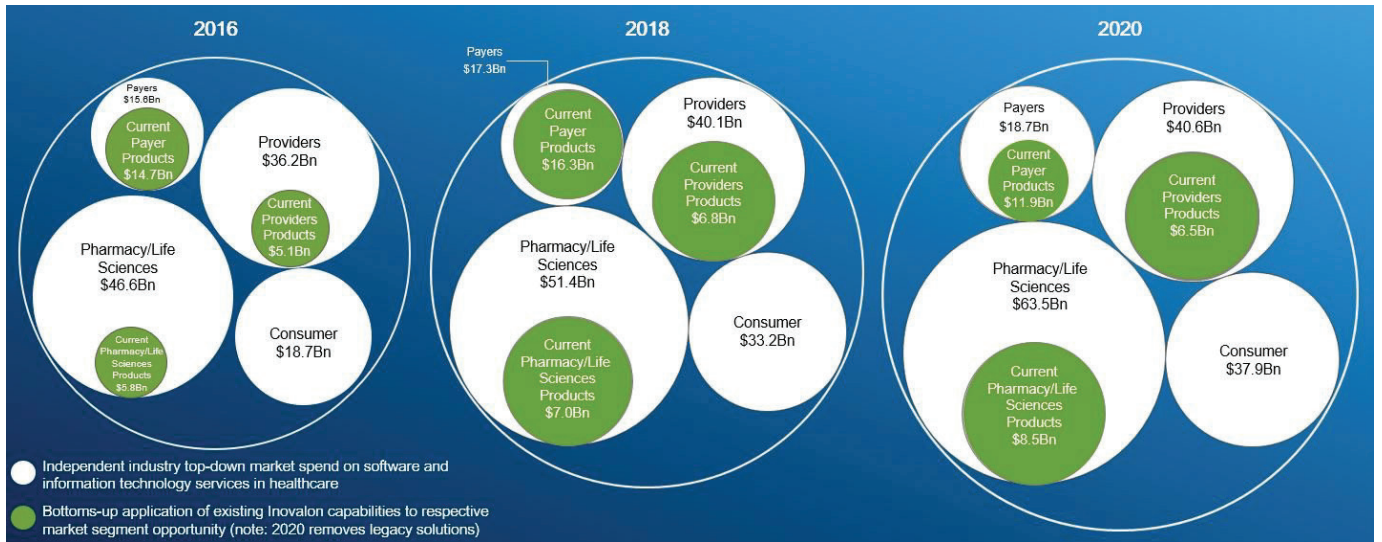 2016
Payers
$15.6Bn
Current
Payer
Products
$14.7Bn
Providers
$36.2Bn
Current
Providers
Products
$5.1Bn
Pharmacy/Life
Sciences
$46.6Bn
Current
Pharmacy/Life
Sciences
Products
$5.8Bn
Consumer
$18.7Bn
2018
Payers
$17.3Bn
Current
Payer
Products
$16.3Bn
Providers
$40.1Bn
Current
Providers
Products
$6.8Bn
Pharmacy/Life
Sciences
$51.4Bn
Current
Pharmacy/Life
Sciences
Products
$7.0Bn
Consumer
$33.2Bn
2020
Payers
$18.7Bn
Current
Payer
Products
$11.9Bn
Providers
$40.6Bn
Current
Providers
Products
$6.5Bn
Pharmacy/Life
Sciences
$63.5Bn
Current
Pharmacy/Life
Sciences
Products
$8.5Bn
Consumer
$37.9Bn
Independent industry top-down market spend on software and
information technology services in healthcare
Bottoms-up application of existing Inovalon capabilities to respective
market segment opportunity (note: 2020 removes legacy solutions)